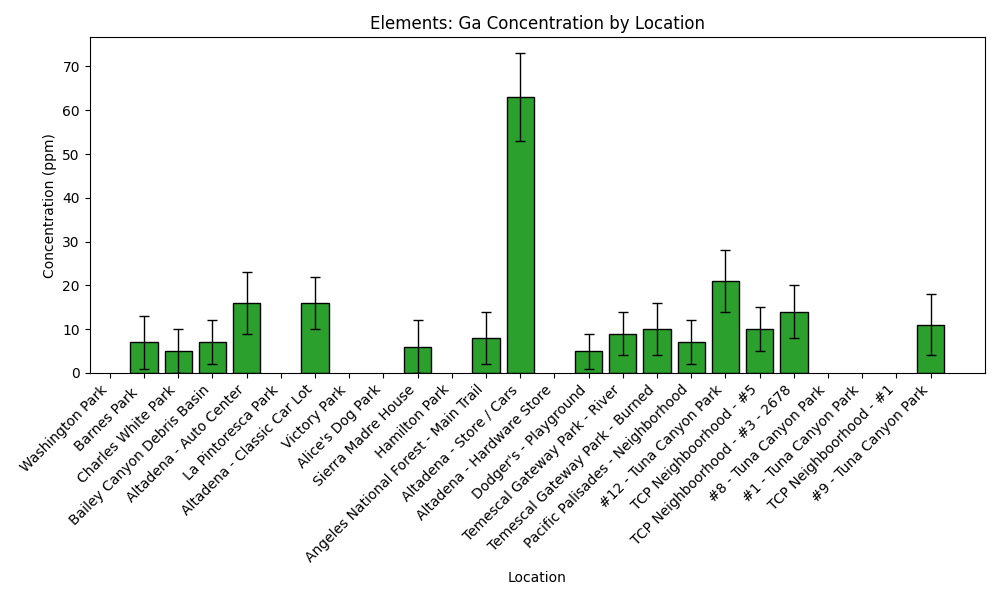 Elements: Ga Concentration by Location
Concentration (ppm)
70
60
50
40
30
20
10
0
Washington Park
Barnes Park
Charles White Park
Bailey Canyon Debris Basin
Altadena - Auto Center
La Pintoresca Park
Altadena - Classic Car Lot
Victory Park
Alice's Dog Park
Sierra Madre House
Hamilton Park
Angeles National Forest - Main Trail
Altadena - Store / Cars
Altadena - Hardware Store
Dodger's - Playground
Temescal Gateway Park - River
Temescal Gateway Park - Burned
Pacific Palisades - Neighborhood
#12 - Tuna Canyon Park
TCP Neighborhood - #5
TCP Neighboorhood - #3 - 2678
#8 - Tuna Canyon Park
#1 - Tuna Canyon Park
TCP Neighboorhood - #1
#9 - Tuna Canyon Park
Location